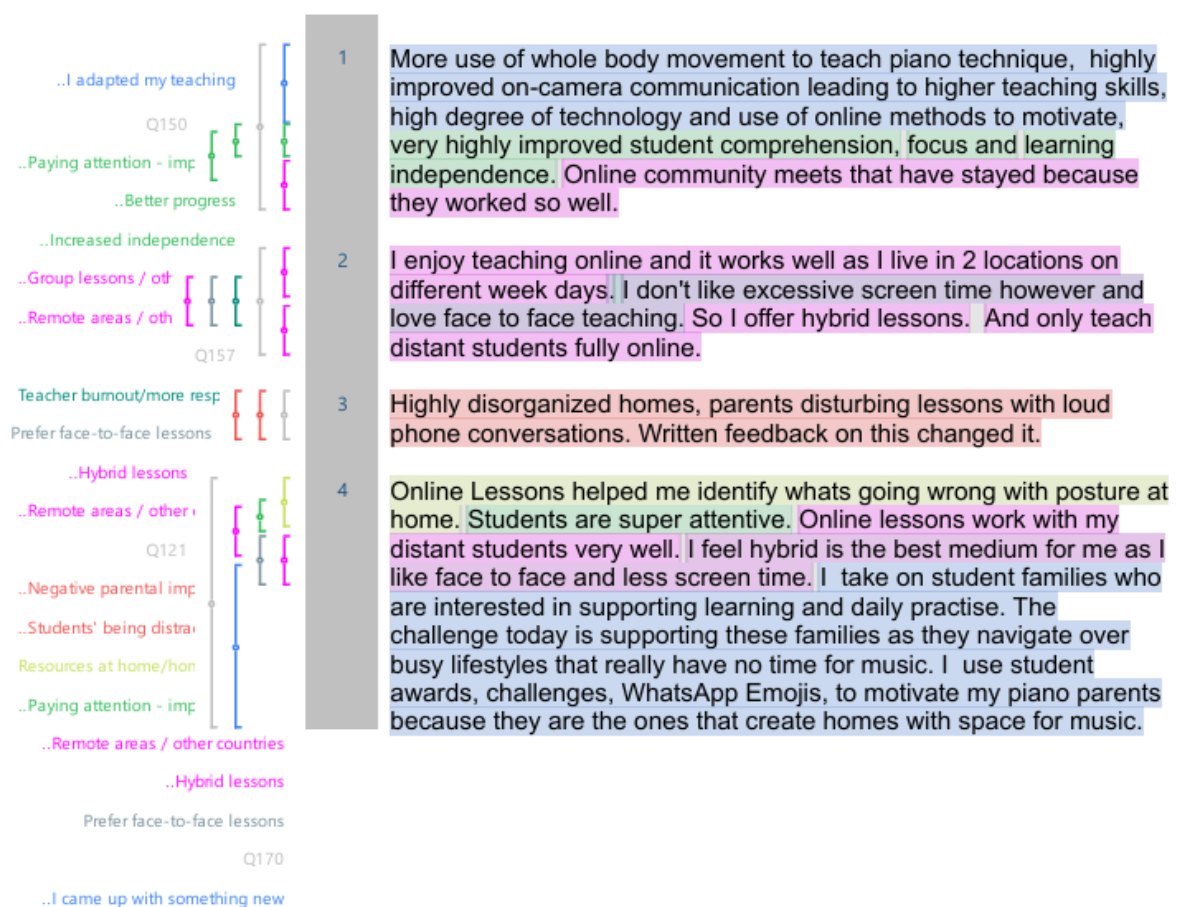 ..I adapted my teaching
Q150
..Paying attention - imp
..Better progress
..Increased independence
..Group lessons / oth
..Remote areas / oth
Q157
Teacher burnout/more resp
Prefer face-to-face lessons
..Hybrid lessons
..Remote areas / other
Q121
..Negative parental imp
..Students' being distra
Resources at home/hon
..Paying attention - imp
..Remote areas / other countries
..Hybrid lessons
Prefer face-to-face lessons
Q170
..I came up with something new
1
More use of whole body movement to teach piano technique, highly
improved on-camera communication leading to higher teaching skills,
high degree of technology and use of online methods to motivate,
very highly improved student comprehension, focus and learning
independence. Online community meets that have stayed because
they worked so well.
2
I enjoy teaching online and it works well as I live in 2 locations on
different week days. I don't like excessive screen time however and
love face to face teaching. So I offer hybrid lessons. And only teach
distant students fully online.
3
Highly disorganized homes, parents disturbing lessons with loud
phone conversations. Written feedback on this changed it.
4
Online Lessons helped me identify whats going wrong with posture at
home. Students are super attentive. Online lessons work with my
distant students very well. I feel hybrid is the best medium for me as I
like face to face and less screen time. I take on student families who
are interested in supporting learning and daily practise. The
challenge today is supporting these families as they navigate over
busy lifestyles that really have no time for music. I use student
awards, challenges, WhatsApp Emojis, to motivate my piano parents
because they are the ones that create homes with space for music.